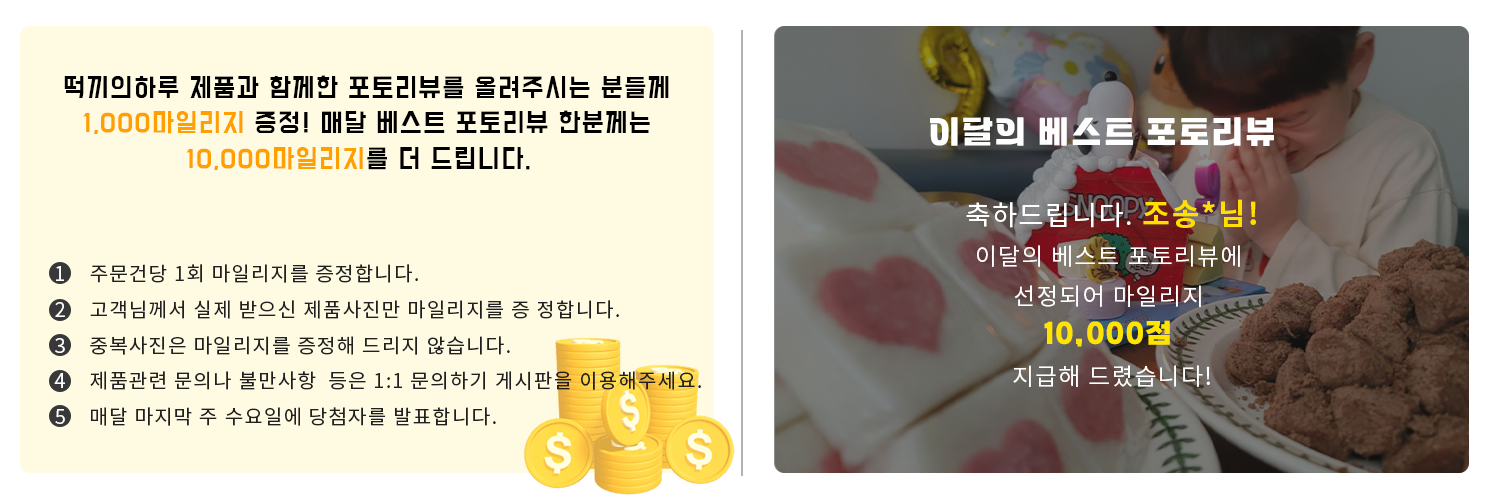 떡끼의하루 제품과 함께한 포토리뷰를 올려주시는 분들께
1,000마일리지 증정! 매달 베스트 포토리뷰 한분께는
10,000마일리지를 더 드립니다.
1 주문건당 1회 마일리지를 증정합니다.
2 고객님께서 실제 받으신 제품사진만 마일리지를 증 정합니다.
3 중복사진은 마일리지를 증정해 드리지 않습니다.
4 제품관련 문의나 불만사항 등은 1:1 문의하기 게시판을 이용해주세요.
5 매달 마지막 주 수요일에 당첨자를 발표합니다.
$
$ $
이달의 베스트 포토리뷰
SNOOPY
축하드립니다. 조송*님!
이달의 베스트 포토리뷰에
선정되어 마일리지
10,000점
지급해 드렸습니다!